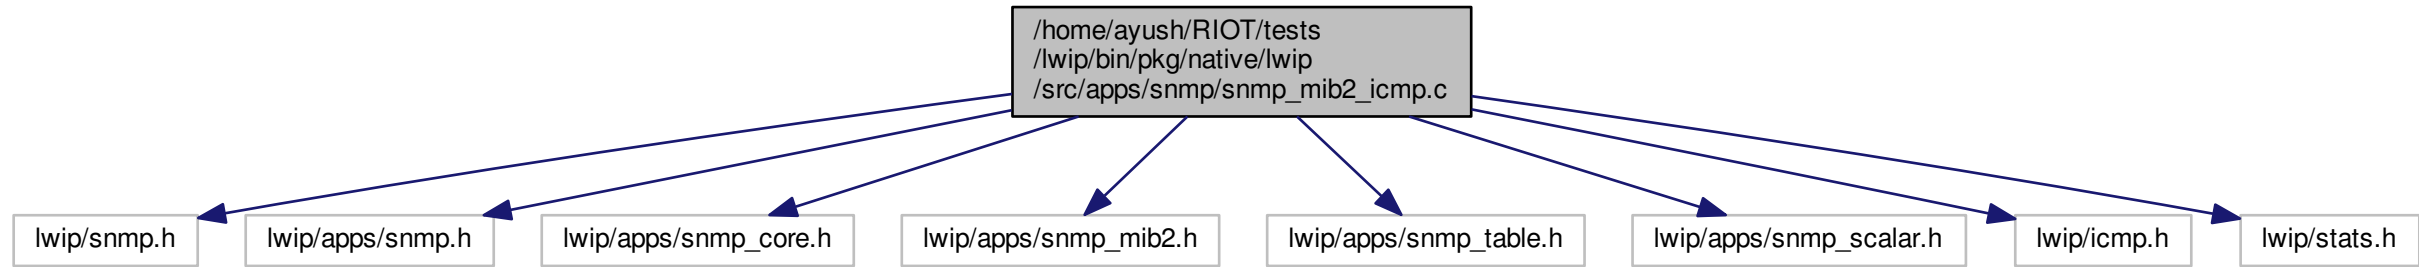 /home/ayush/RIOT/tests
/lwip/bin/pkg/native/lwip
/src/apps/snmp/snmp_mib2_icmp.c
lwip/snmp.h
lwip/apps/snmp.h
lwip/apps/snmp_core.h
lwip/apps/snmp_mib2.h
lwip/apps/snmp_table.h
lwip/apps/snmp_scalar.h
lwip/icmp.h
lwip/stats.h